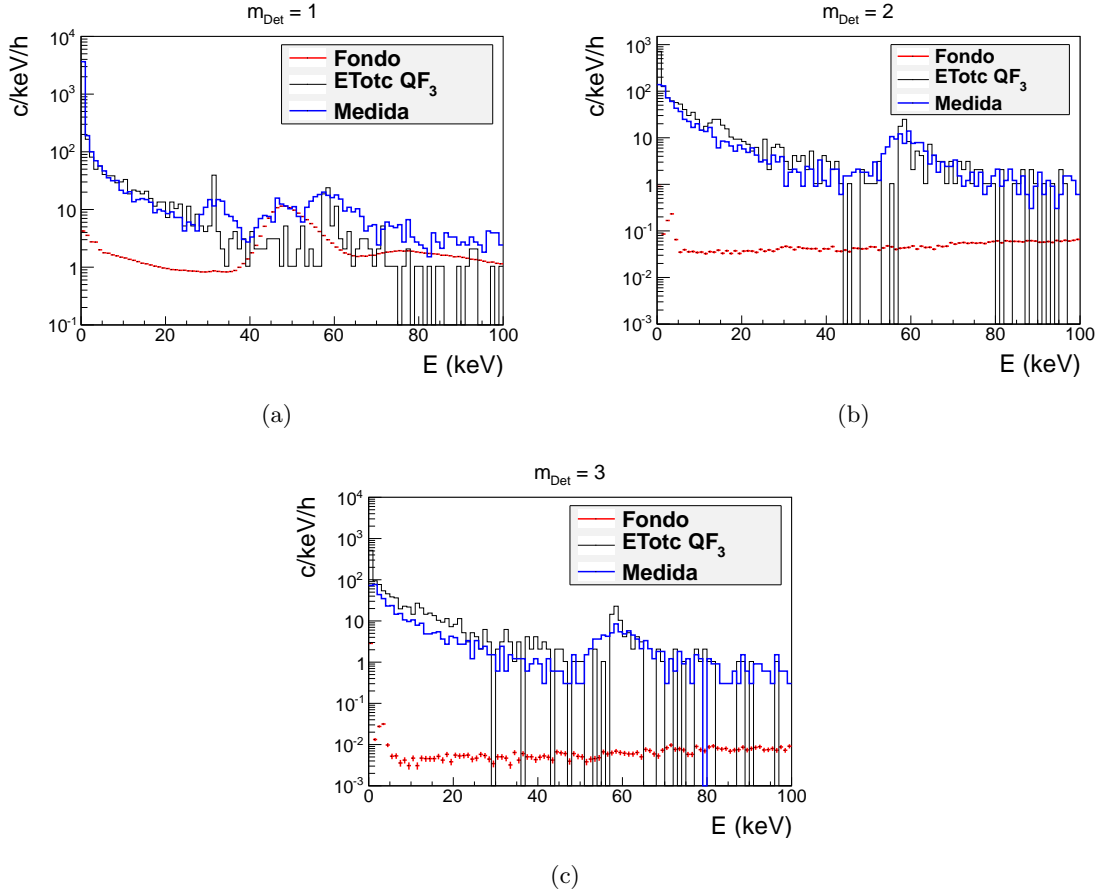 m_Det = 1
c/keV/h
10^4
10^3
10^2
10
1
10^-1
0 20 40 60 80 100
E (keV)
Fondo
ETotc QF_3
Medida
(a)
m_Det = 2
c/keV/h
10^3
10^2
10
1
10^-1
10^-2
10^-3
0 20 40 60 80 100
E (keV)
Fondo
ETotc QF_3
Medida
(b)
m_Det = 3
c/keV/h
10^4
10^3
10^2
10
1
10^-1
10^-2
10^-3
0 20 40 60 80 100
E (keV)
Fondo
ETotc QF_3
Medida
(c)